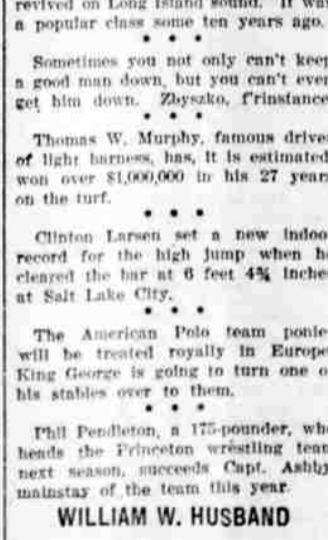 revived on Long Island sound. It was
a popular class some ten years ago.
* * *
Sometimes you not only can't keep
a good man down, but you can't even
get him down. Zbyszko, f'rinstance
* * *
Thomas W. Murphy, famous driver
of light harness, has, it is estimated
won over $1,000,000 in his 27 years
on the turf.
* * *
Clinton Larsen set a new indoor
record for the high jump when he
cleared the bar at 6 feet 4¾ inches
at Salt Lake City.
* * *
The American Polo team ponies
will be treated royally in Europe
King George is going to turn one of
his stables over to them.
* * *
Phil Pendleton, a 175-pounder, who
heads the Princeton wrestling team
next season, succeeds Capt. Ashby
mainstay of the team this year.
WILLIAM W. HUSBAND